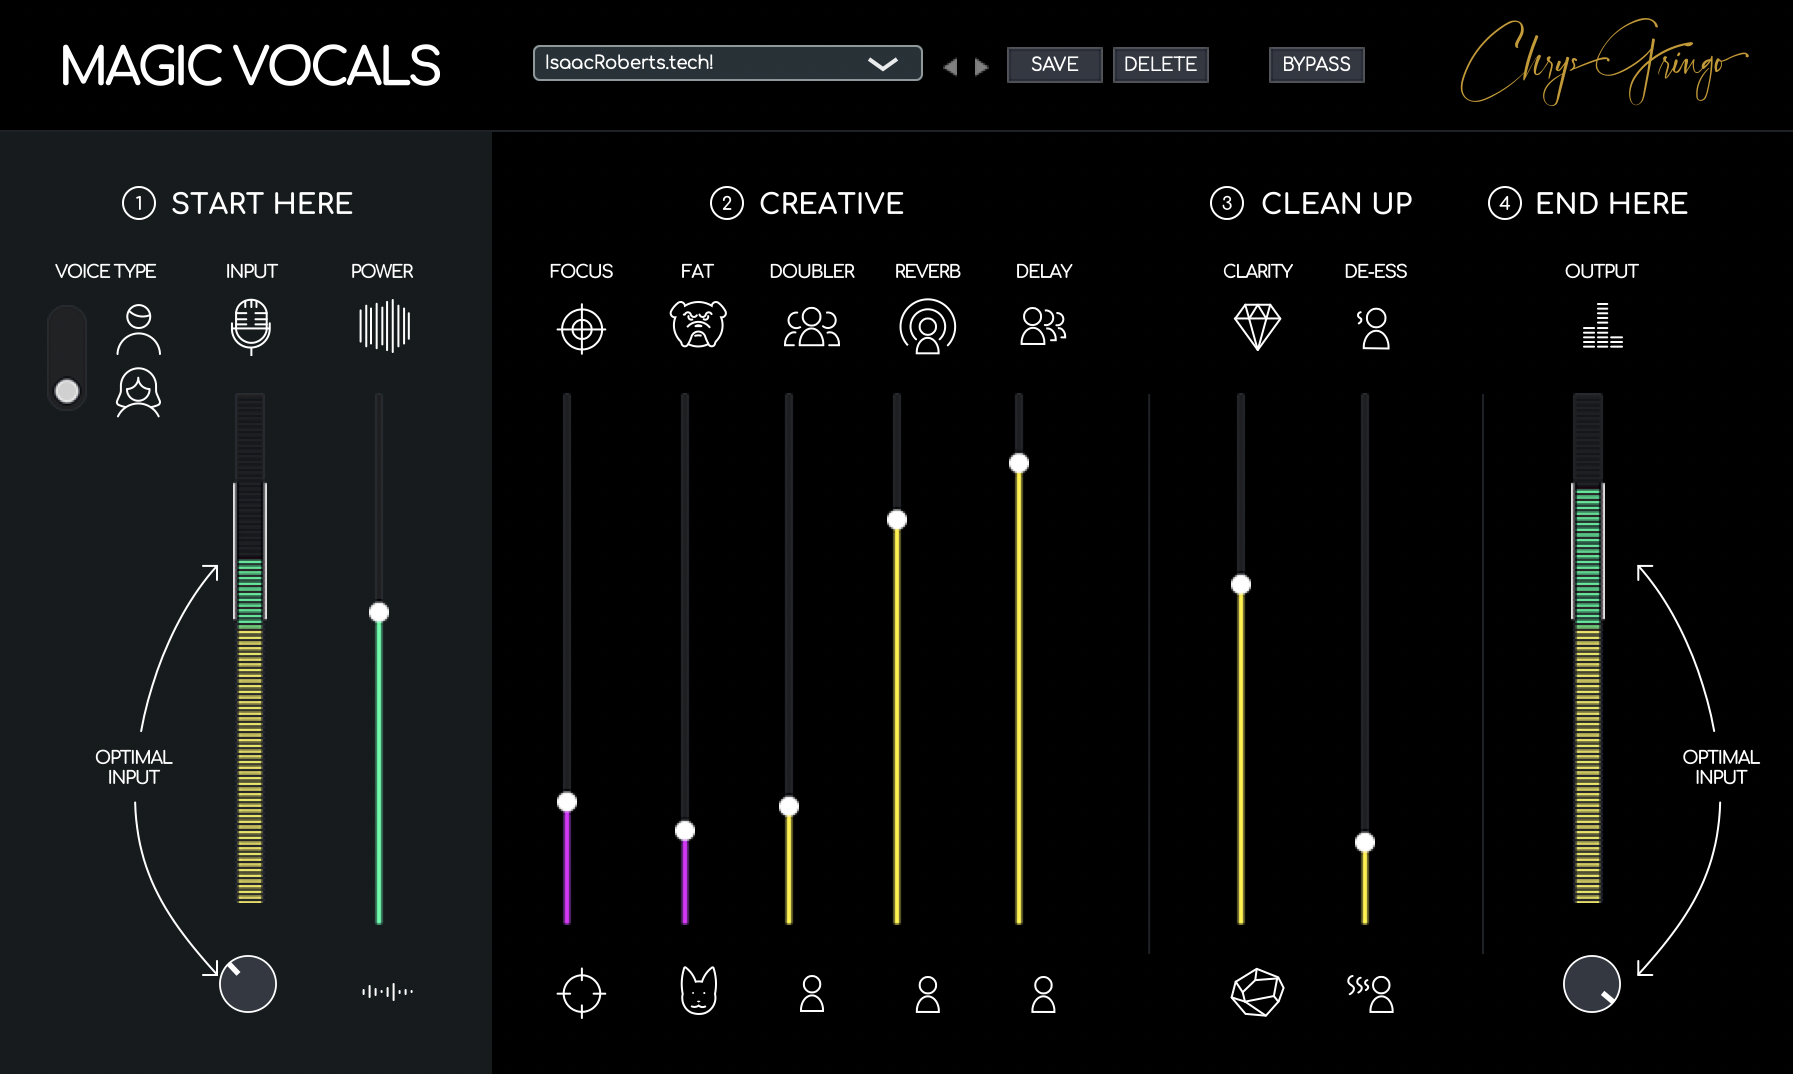 MAGIC VOCALS
IsaacRoberts.tech!
SAVE
DELETE
BYPASS
Chrys Gringo
1 START HERE
2 CREATIVE
3 CLEAN UP
4 END HERE
VOICE TYPE
INPUT
POWER
FOCUS
FAT
DOUBLER
REVERB
DELAY
CLARITY
DE-ESS
OUTPUT
OPTIMAL
INPUT
OPTIMAL
INPUT